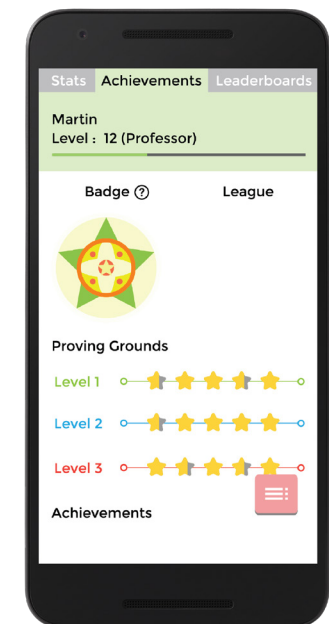 Stats Achievements Leaderboards
Martin
Level : 12 (Professor)
Badge ? League
Proving Grounds
Level 1
Level 2
Level 3
Achievements